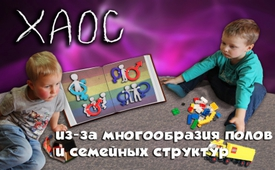 ХАОС
из-за многообразия полов
и семейных структур